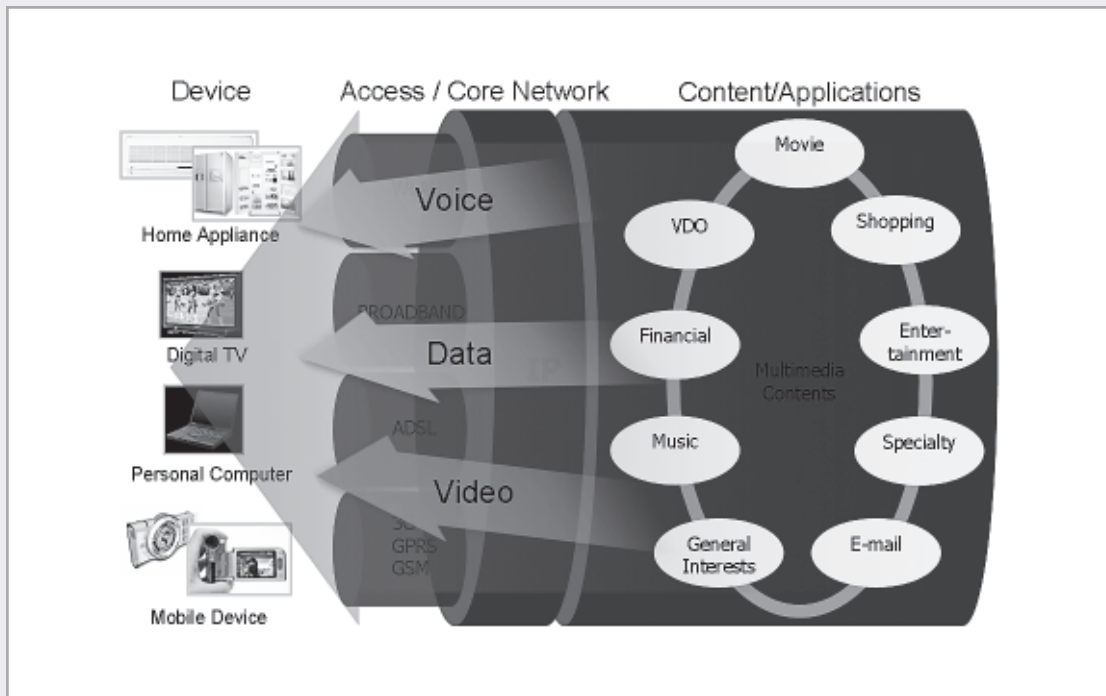 Device
Access / Core Network
Content/Applications
Home Appliance
Digital TV
Personal Computer
Mobile Device
Voice
Data
Video
BROADBAND
ADSL
GPRS
GSM
IP
Movie
VDO
Shopping
Financial
Enter-
tainment
Multimedia
Contents
Music
Specialty
General
Interests
E-mail